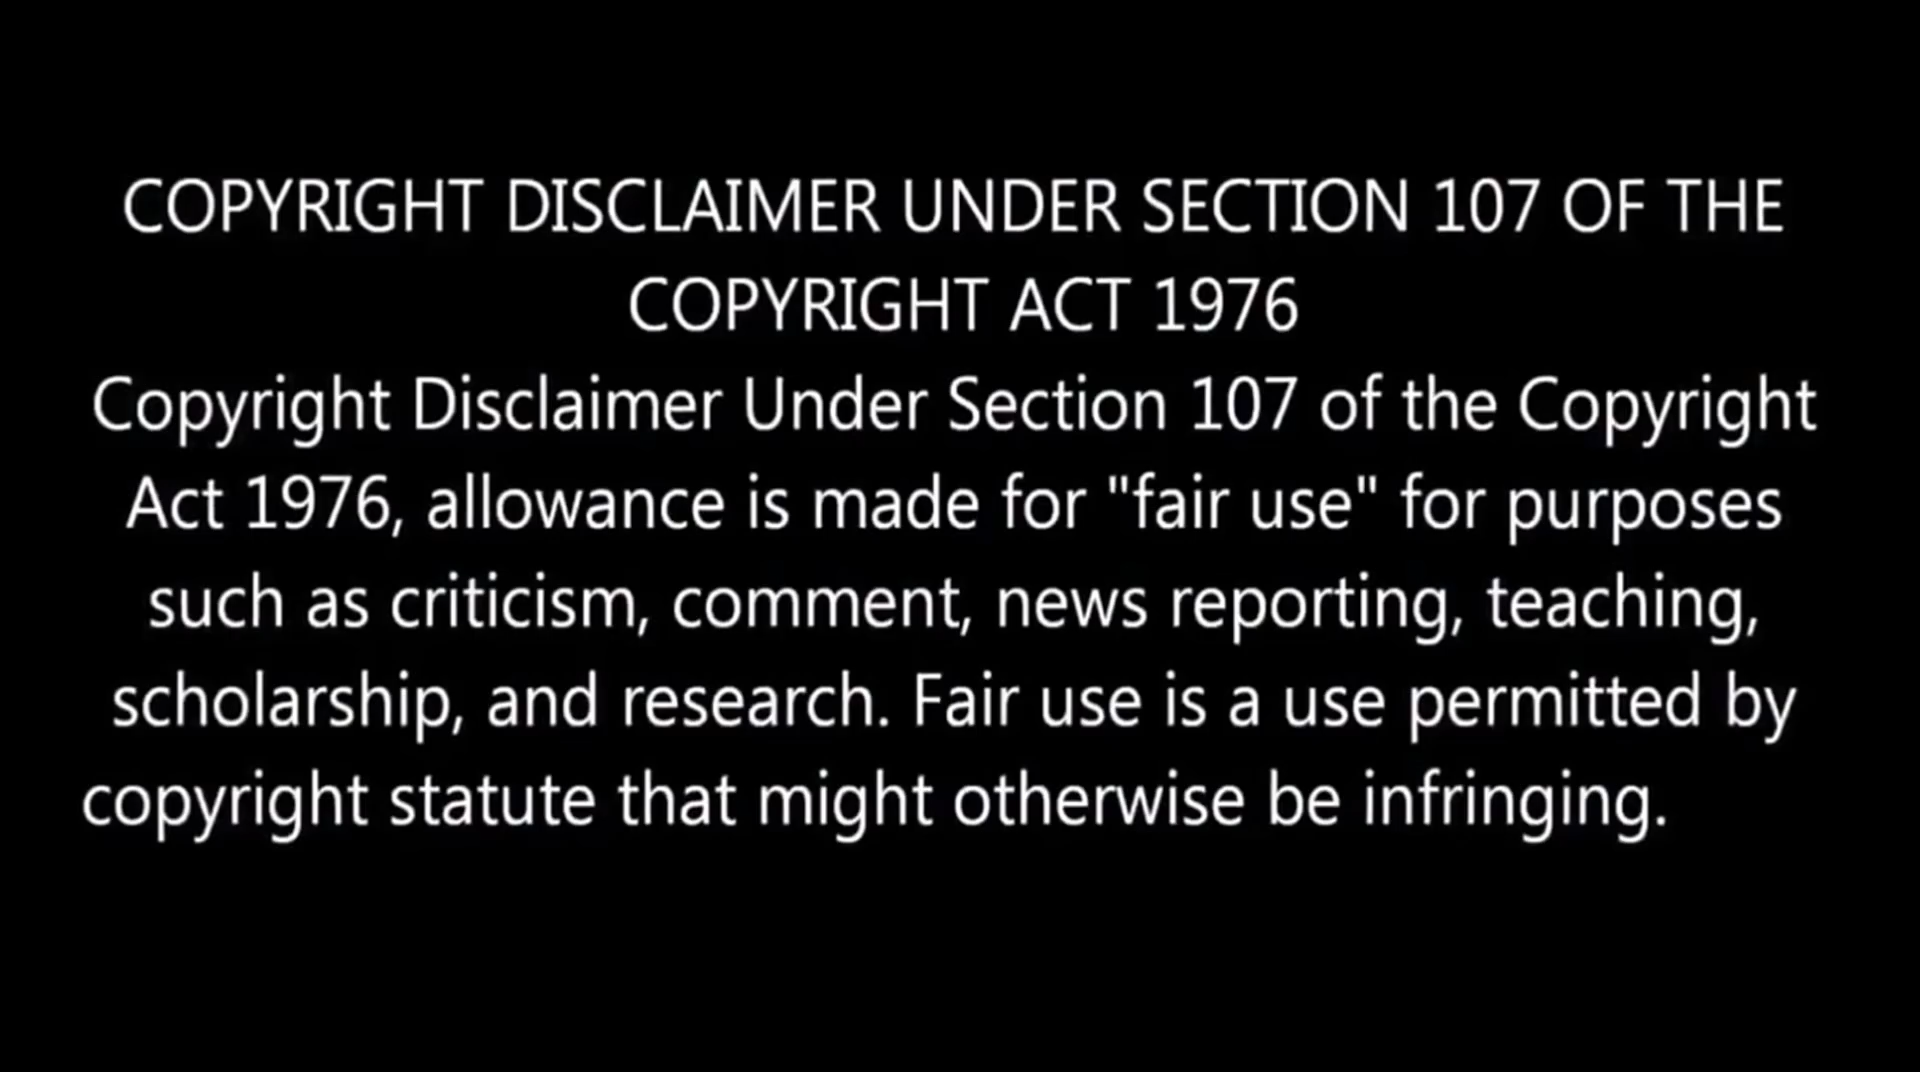 COPYRIGHT DISCLAIMER UNDER SECTION 107 OF THE
COPYRIGHT ACT 1976
Copyright Disclaimer Under Section 107 of the Copyright
Act 1976, allowance is made for "fair use" for purposes
such as criticism, comment, news reporting, teaching,
scholarship, and research. Fair use is a use permitted by
copyright statute that might otherwise be infringing.